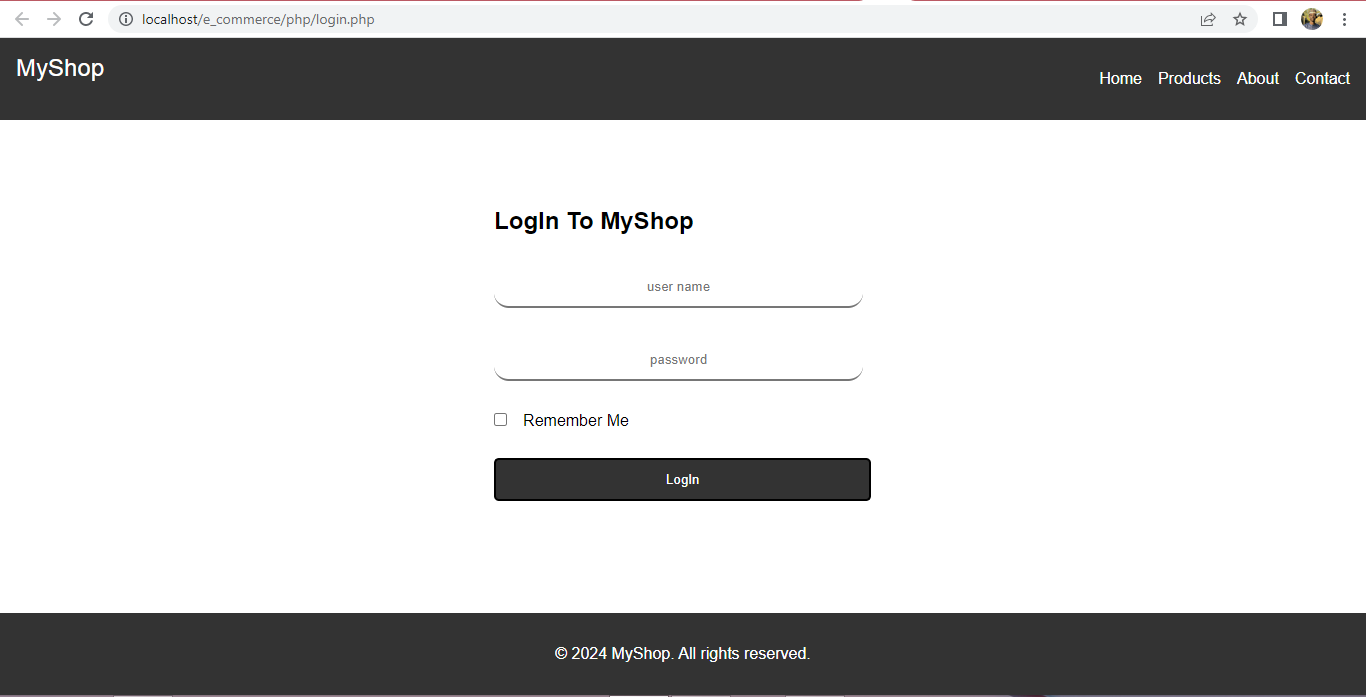 localhost/e_commerce/php/login.php
MyShop
Home Products About Contact
LogIn To MyShop
user name
password
Remember Me
LogIn
© 2024 MyShop. All rights reserved.